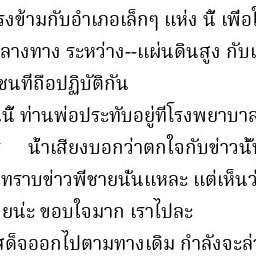 รงข้ามกับอำเภอเล็กๆ แห่ง นี้ เพื่อใ
ลางทาง ระหว่าง--แผ่นดินสูง กับเ
ชนที่ถือปฏิบัติกัน
นี้ ท่านพ่อประทับอยู่ที่โรงพยาบาล
น้ำเสียงบอกว่าตกใจกับข่าวนี้
ทราบข่าวพี่ชายนั่นแหละ แต่เห็นว่
ยน่ะ ขอบใจมาก เราไปละ
สด็จออกไปตามทางเดิม กำลังจะล่